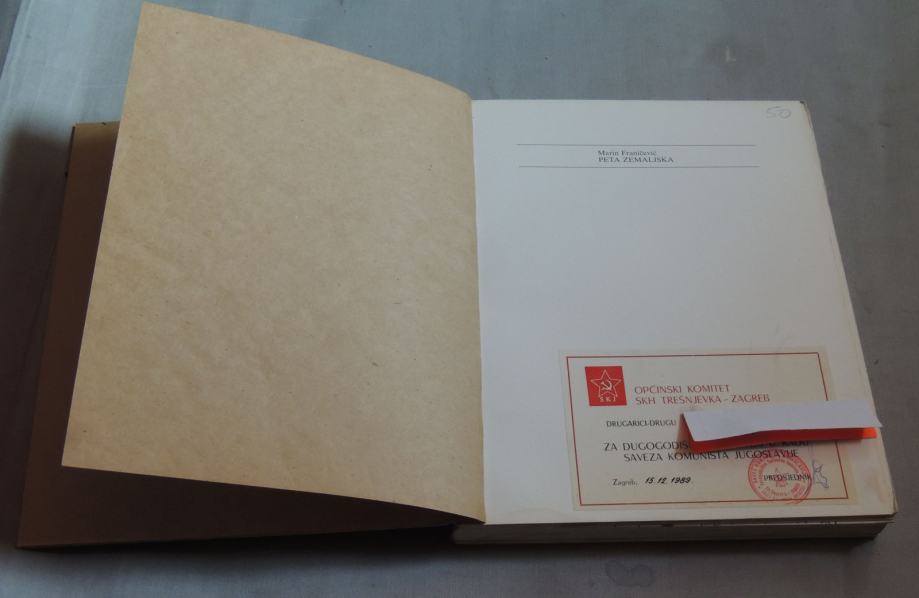 50
Marin Franičević
PETA ZEMALJSKA
SKJ
OPĆINSKI KOMITET
SKH TREŠNJEVKA - ZAGREB
DRUGARICI-DRUGU
ZA
SAVEZA KOMUNISTA JUGOSLAVIJE
Zagreb, 15.12.1989.
PREDSJEDNIK